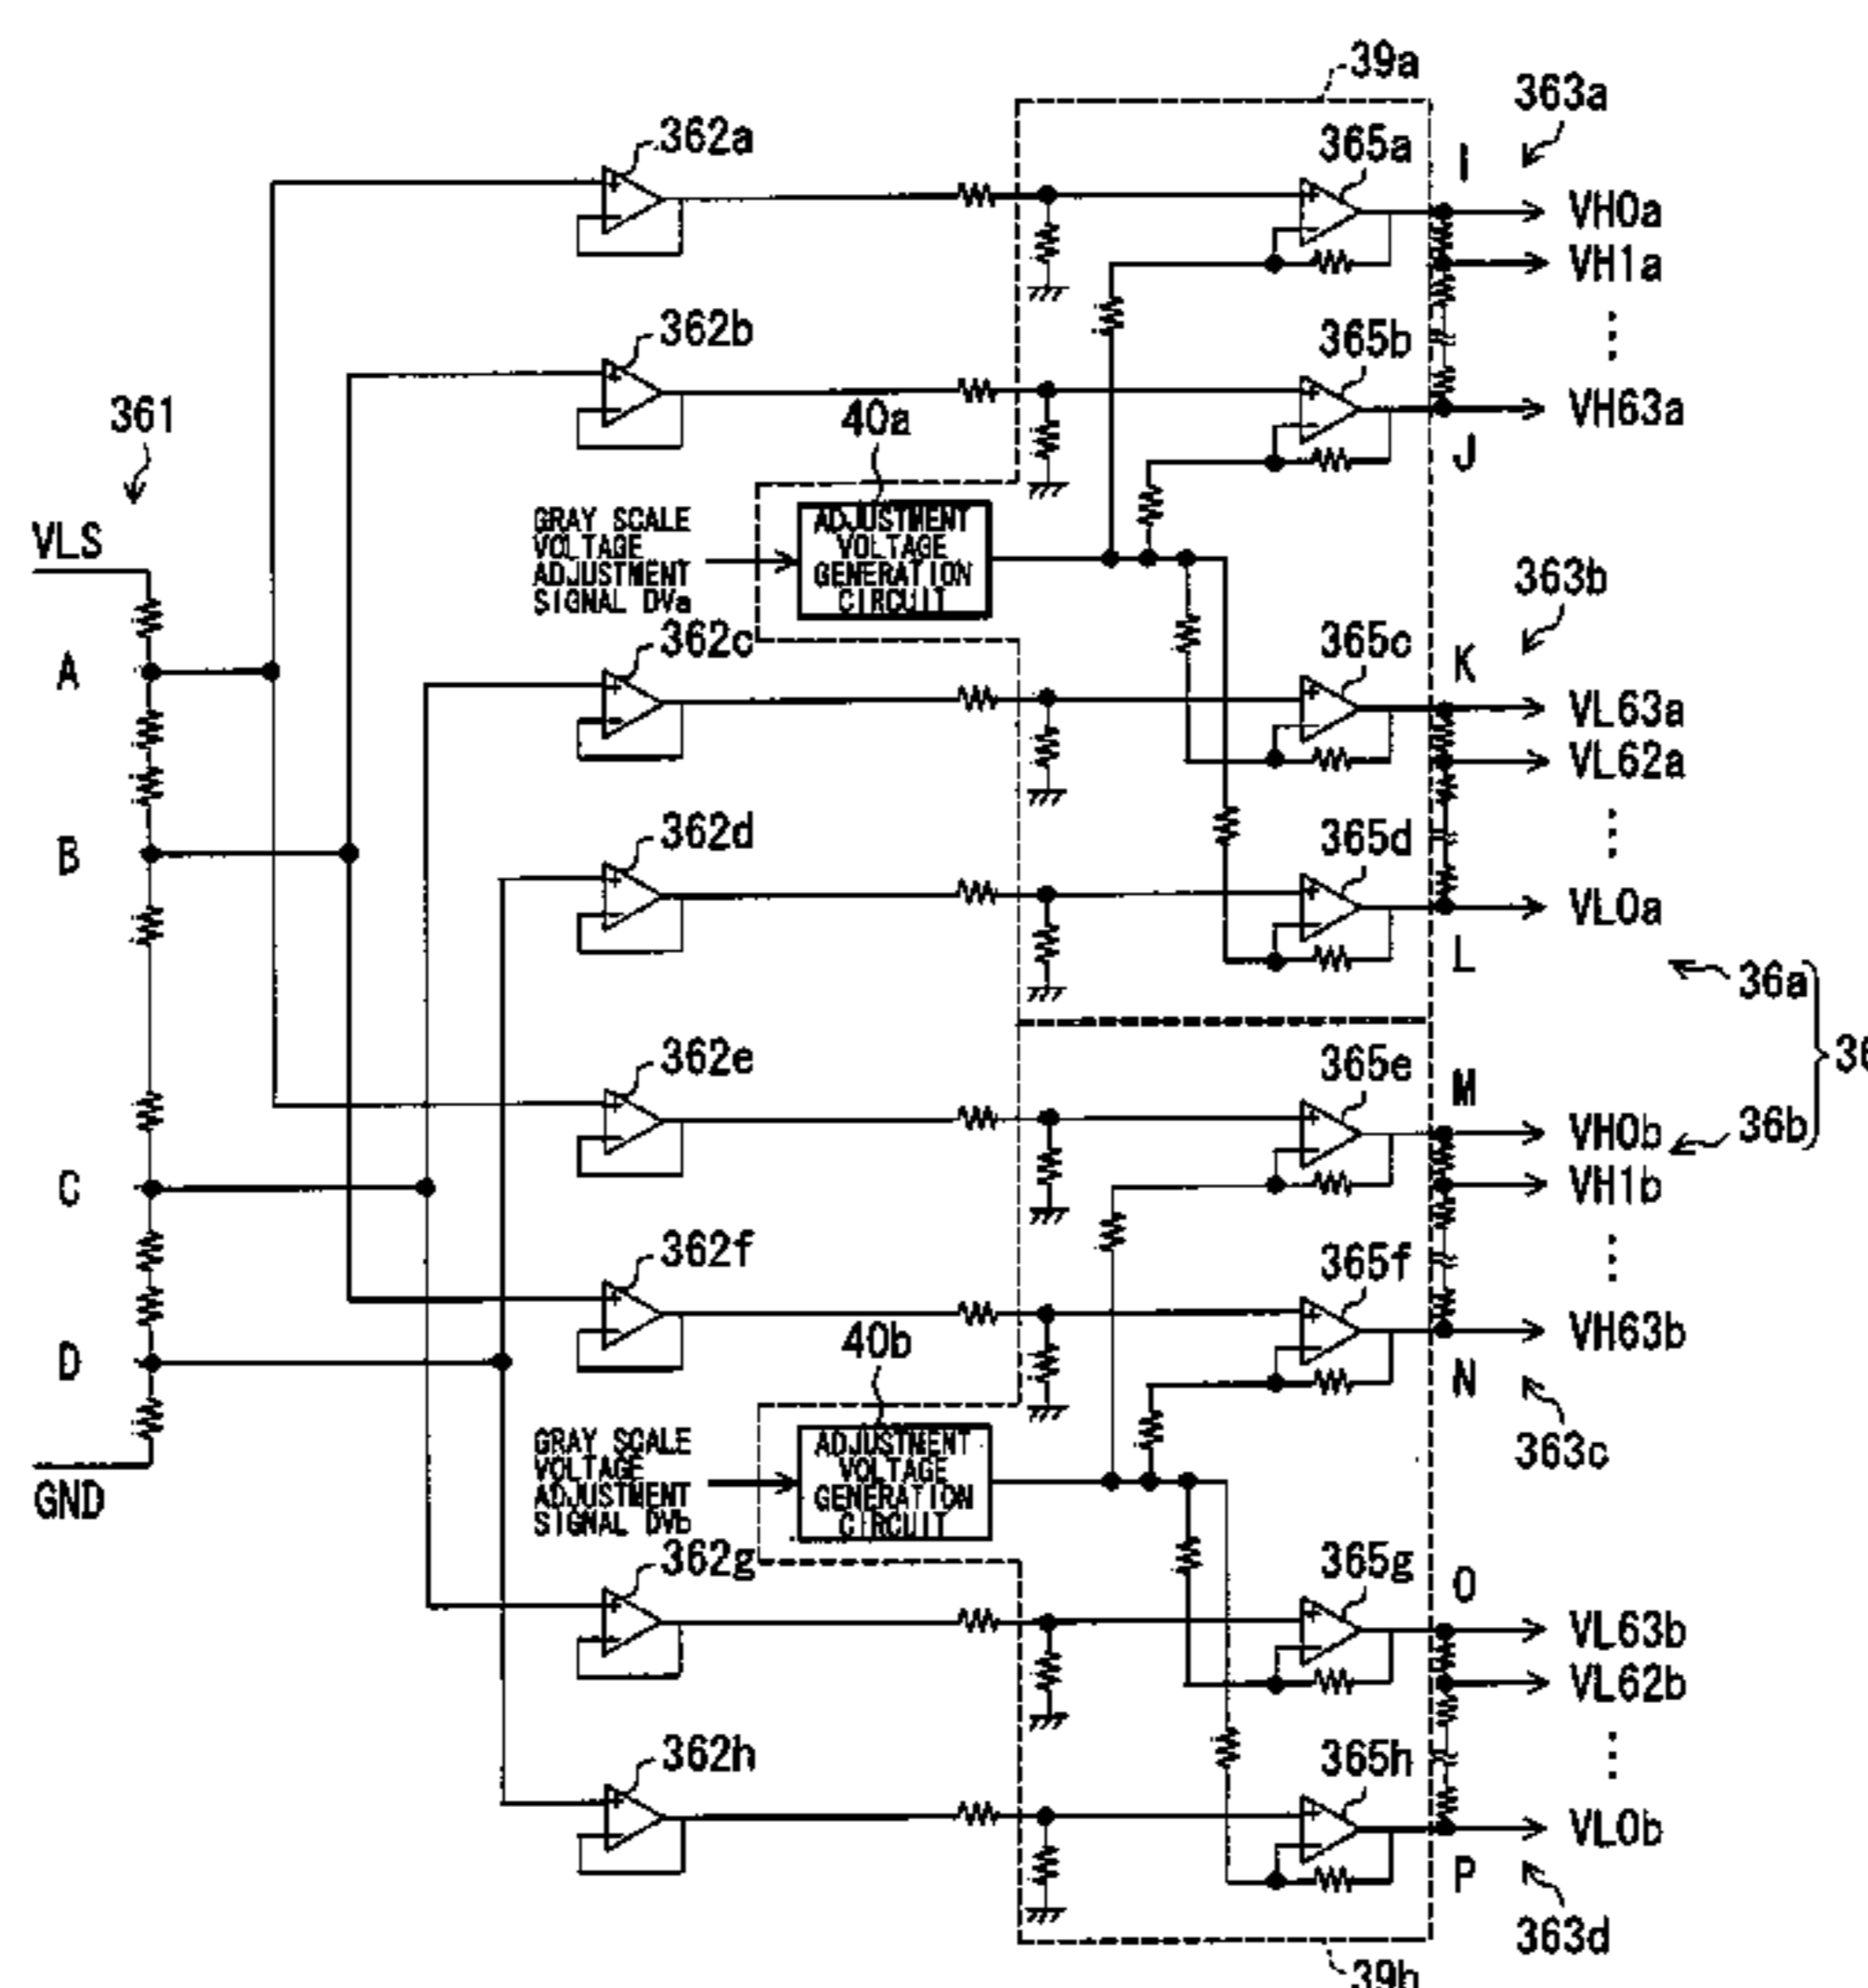 39a
363a
362a
365a
I
VH0a
VH1a
362b
365b
361
40a
VH63a
J
VLS
GRAY SCALE
VOLTAGE
ADJUSTMENT
SIGNAL DVa
ADJUSTMENT
VOLTAGE
GENERATION
CIRCUIT
363b
362c
365c
K
A
VL63a
VL62a
362d
365d
B
VL0a
L
36a
36
362e
365e
M
VH0b
36b
C
VH1b
362f
365f
40b
VH63b
D
N
GRAY SCALE
VOLTAGE
ADJUSTMENT
SIGNAL DVb
ADJUSTMENT
VOLTAGE
GENERATION
CIRCUIT
363c
GND
362g
365g
O
VL63b
VL62b
362h
365h
VL0b
P
363d
39b